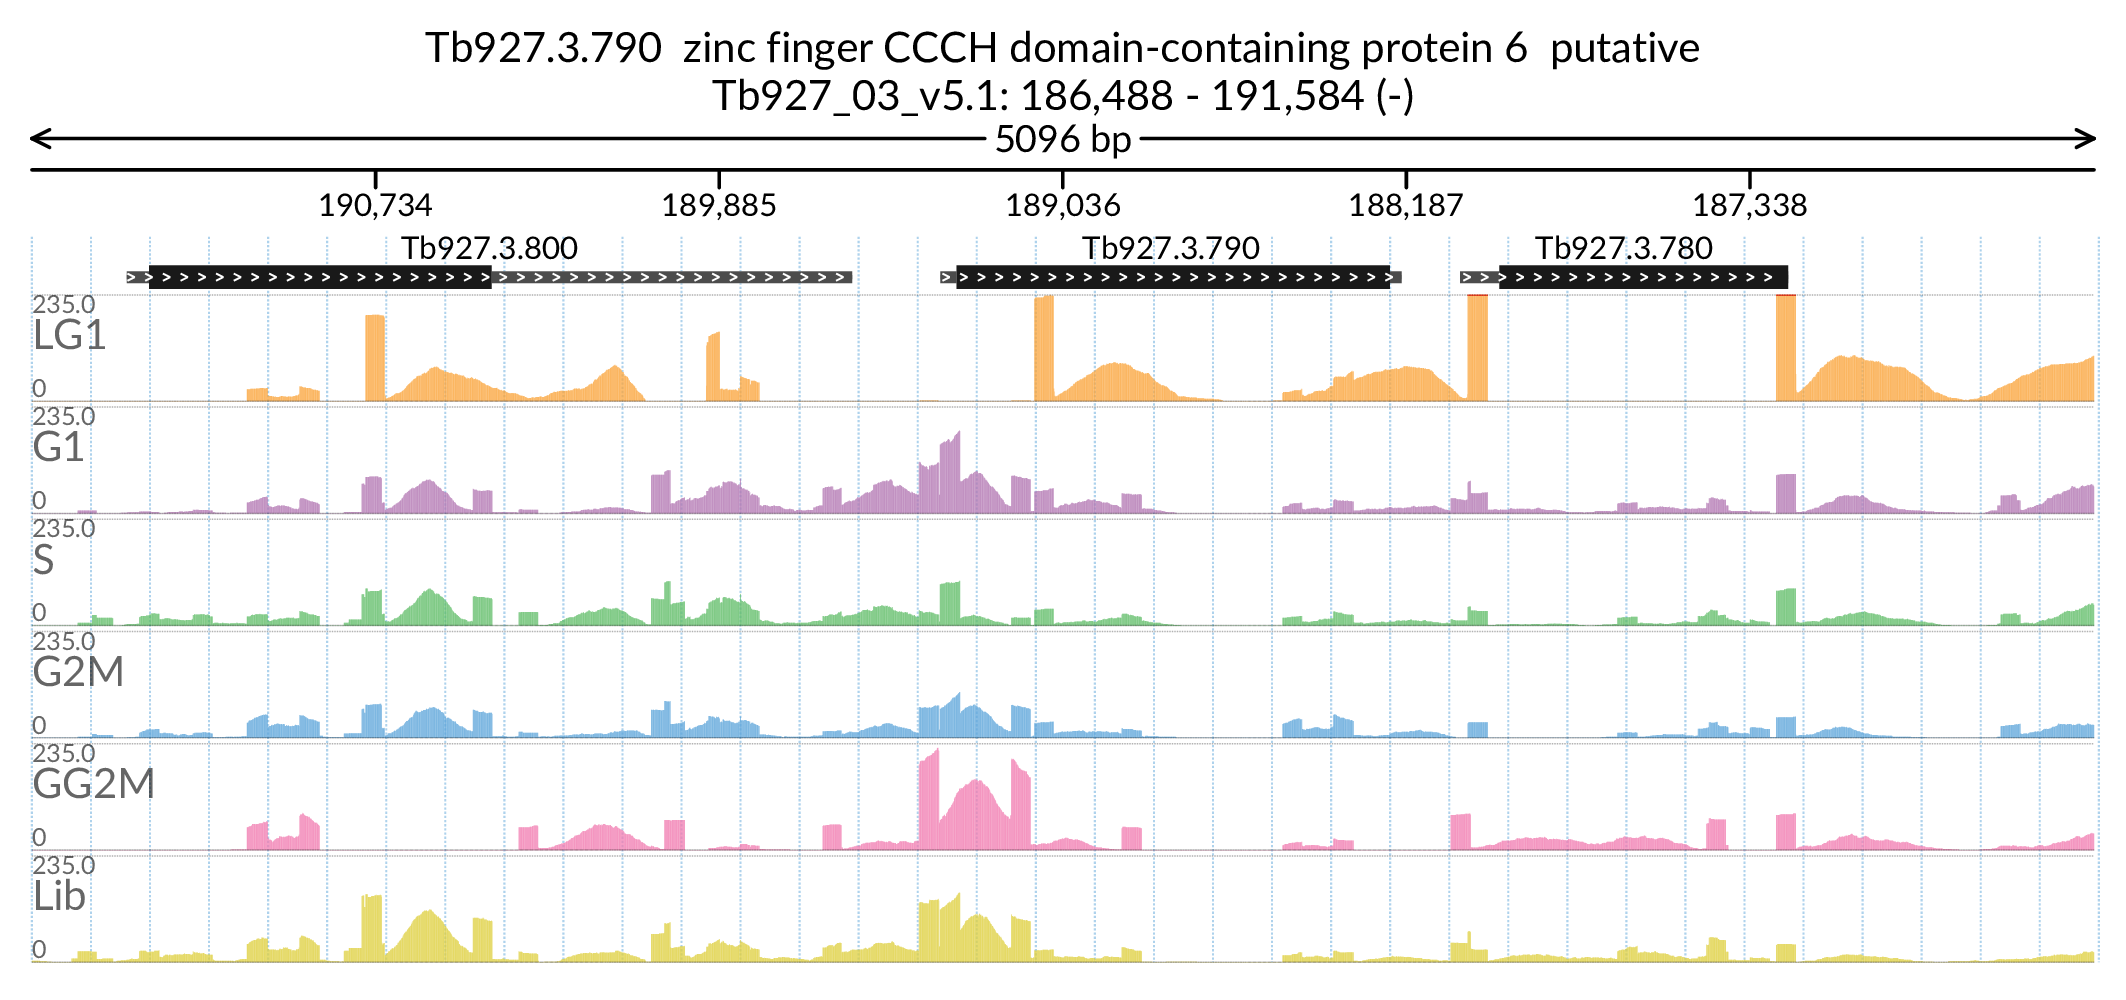 Tb927.3.790  zinc finger CCCH domain-containing protein 6  putative
Tb927_03_v5.1: 186,488 - 191,584 (-)
5096 bp
190,734 189,885 189,036 188,187 187,338
Tb927.3.800 Tb927.3.790 Tb927.3.780
235.0
LG1
0
235.0
G1
0
235.0
S
0
235.0
G2M
0
235.0
GG2M
0
235.0
Lib
0